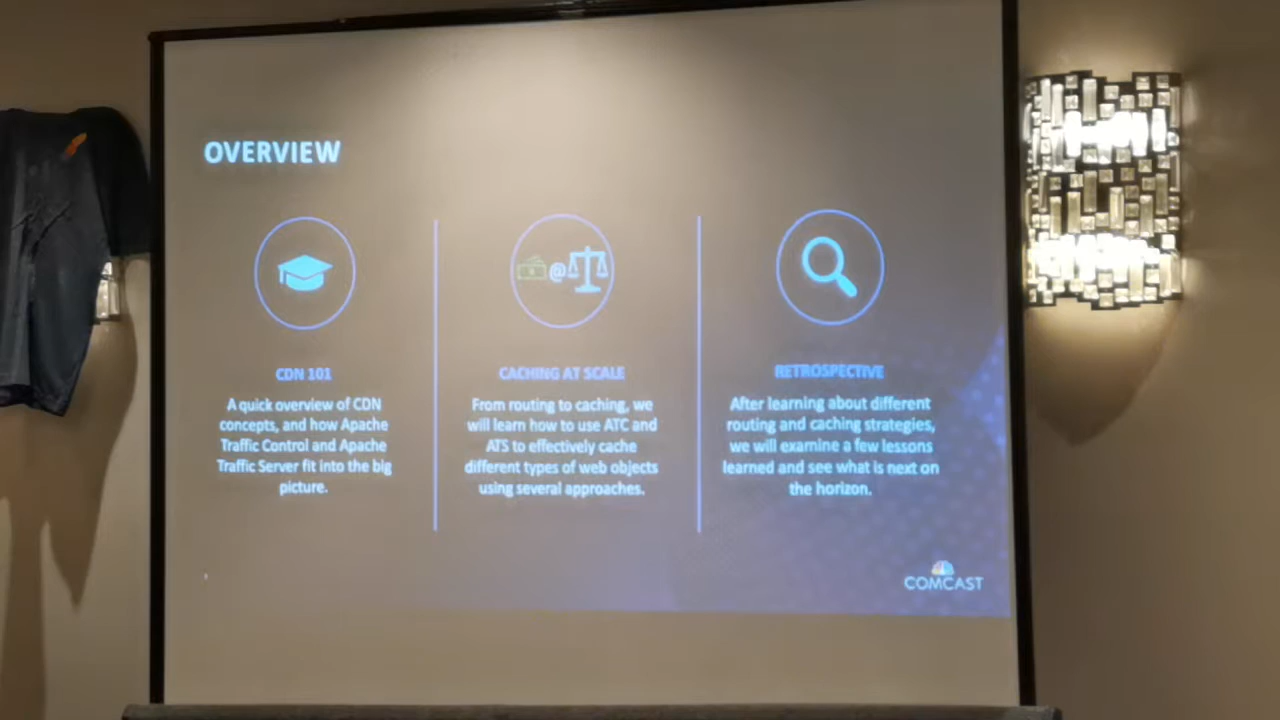 OVERVIEW
@
CDN 101
A quick overview of CDN
concepts, and how Apache
Traffic Control and Apache
Traffic Server fit into the big
picture.
CACHING AT SCALE
From routing to caching, we
will learn how to use ATC and
ATS to effectively cache
different types of web objects
using several approaches.
RETROSPECTIVE
After learning about different
routing and caching strategies,
we will examine a few lessons
learned and see what is next on
the horizon.
COMCAST